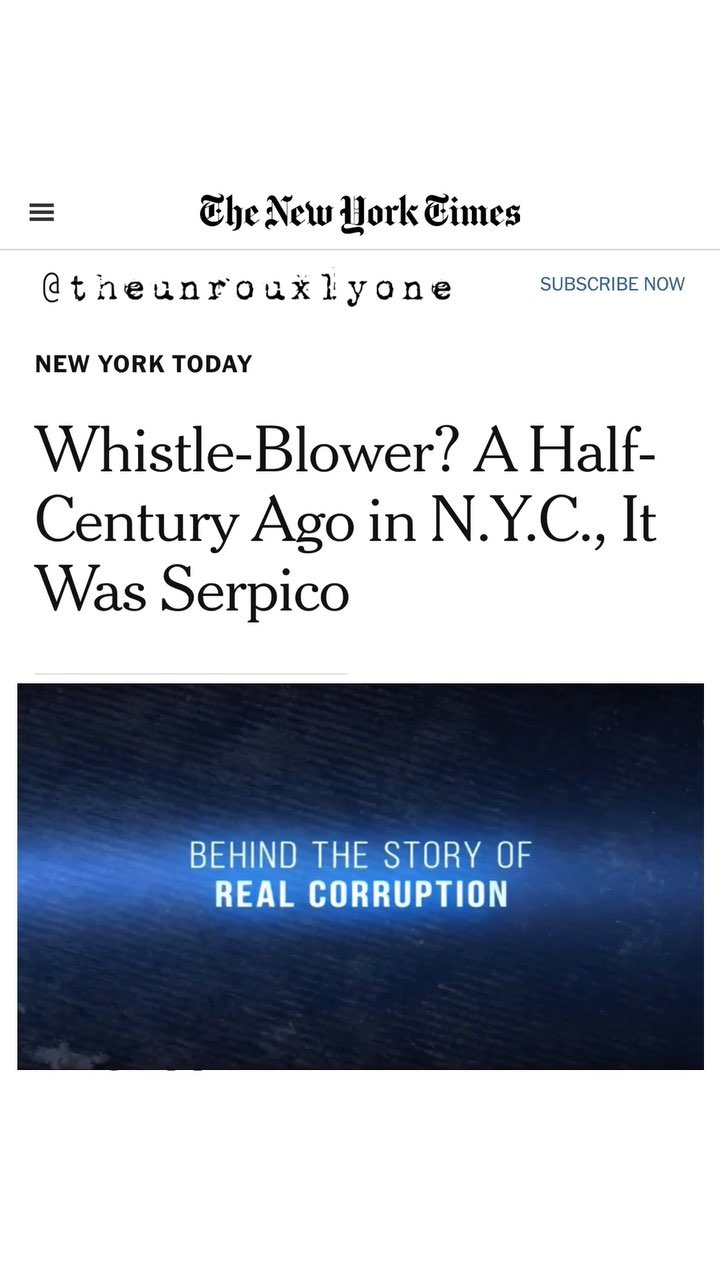 The New York Times
@theunrouxlyone
SUBSCRIBE NOW
NEW YORK TODAY
Whistle-Blower? A Half-
Century Ago in N.Y.C., It
Was Serpico
BEHIND THE STORY OF
REAL CORRUPTION